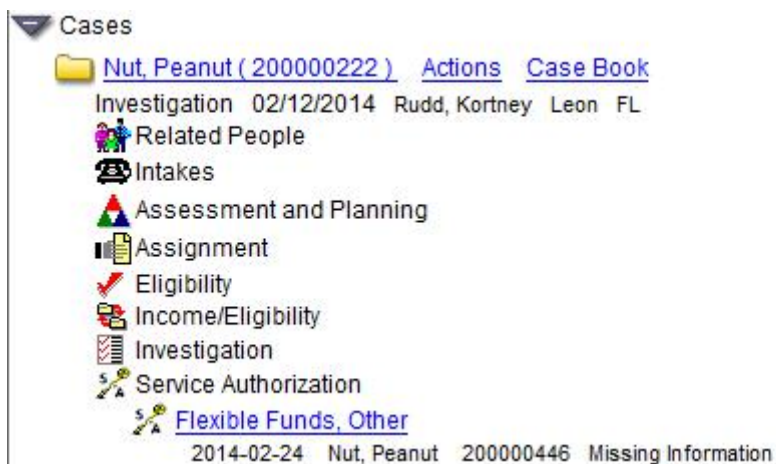 Cases
Nut, Peanut ( 200000222 ) Actions Case Book
Investigation 02/12/2014 Rudd, Kortney Leon FL
Related People
Intakes
Assessment and Planning
Assignment
Eligibility
Income/Eligibility
Investigation
S A Service Authorization
S A Flexible Funds, Other
2014-02-24 Nut, Peanut 200000446 Missing Information